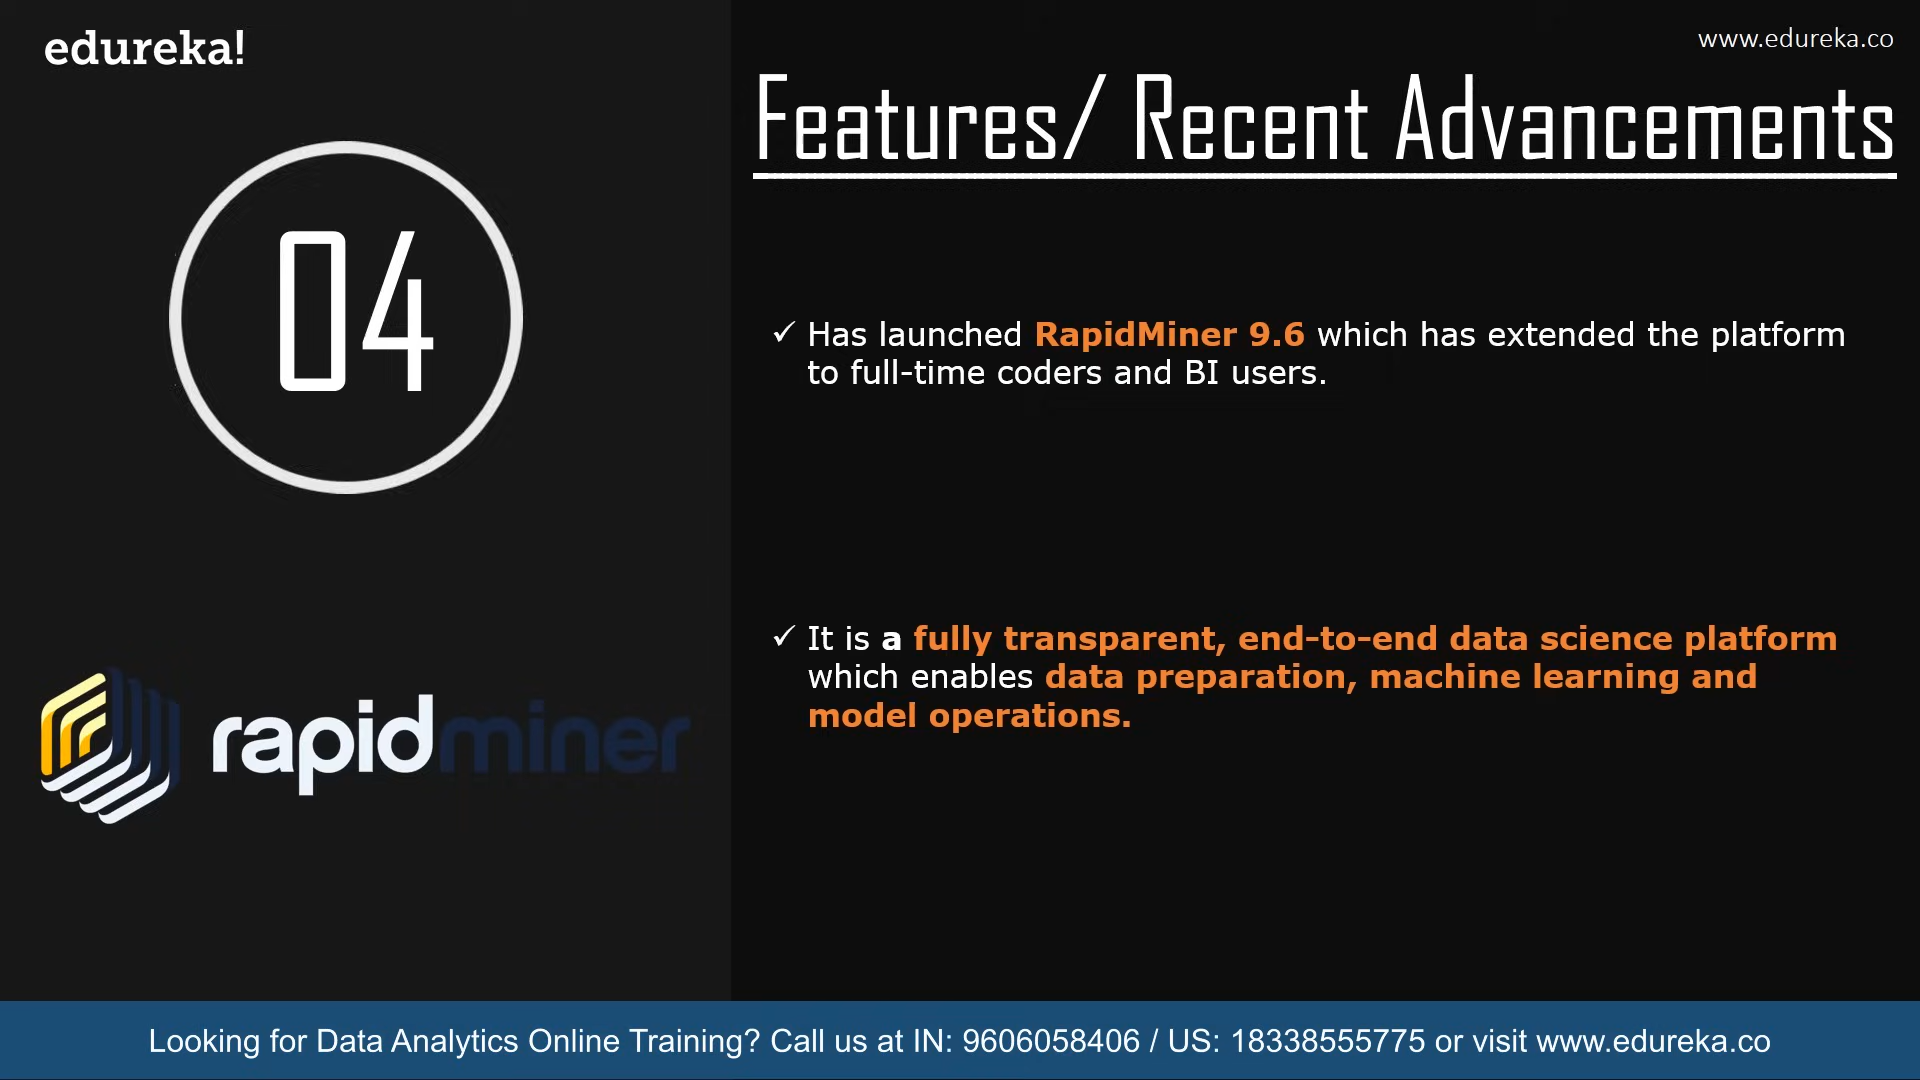 edureka!
www.edureka.co
Features/ Recent Advancements
04
✓ Has launched RapidMiner 9.6 which has extended the platform
to full-time coders and BI users.
✓ It is a fully transparent, end-to-end data science platform
which enables data preparation, machine learning and
model operations.
rapidminer
Looking for Data Analytics Online Training? Call us at IN: 9606058406 / US: 18338555775 or visit www.edureka.co